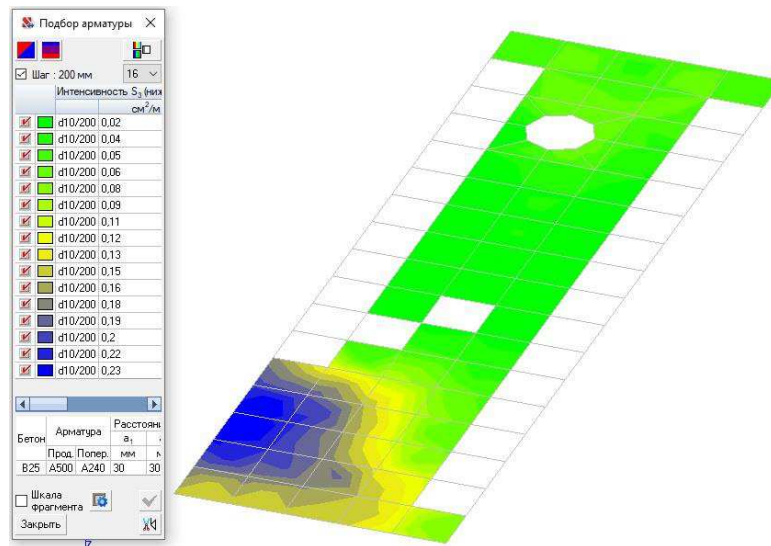 Подбор арматуры
Шаг : 200 мм 16
Интенсивность S3 (ниж
см²/м
d10/200 0,02
d10/200 0,04
d10/200 0,05
d10/200 0,06
d10/200 0,08
d10/200 0,09
d10/200 0,11
d10/200 0,12
d10/200 0,13
d10/200 0,15
d10/200 0,16
d10/200 0,18
d10/200 0,19
d10/200 0,2
d10/200 0,22
d10/200 0,23
Бетон Арматура Расстояни
a1
Прод. Попер. мм
B25 A500 A240 30 30
Шкала
фрагмента
Закрыть